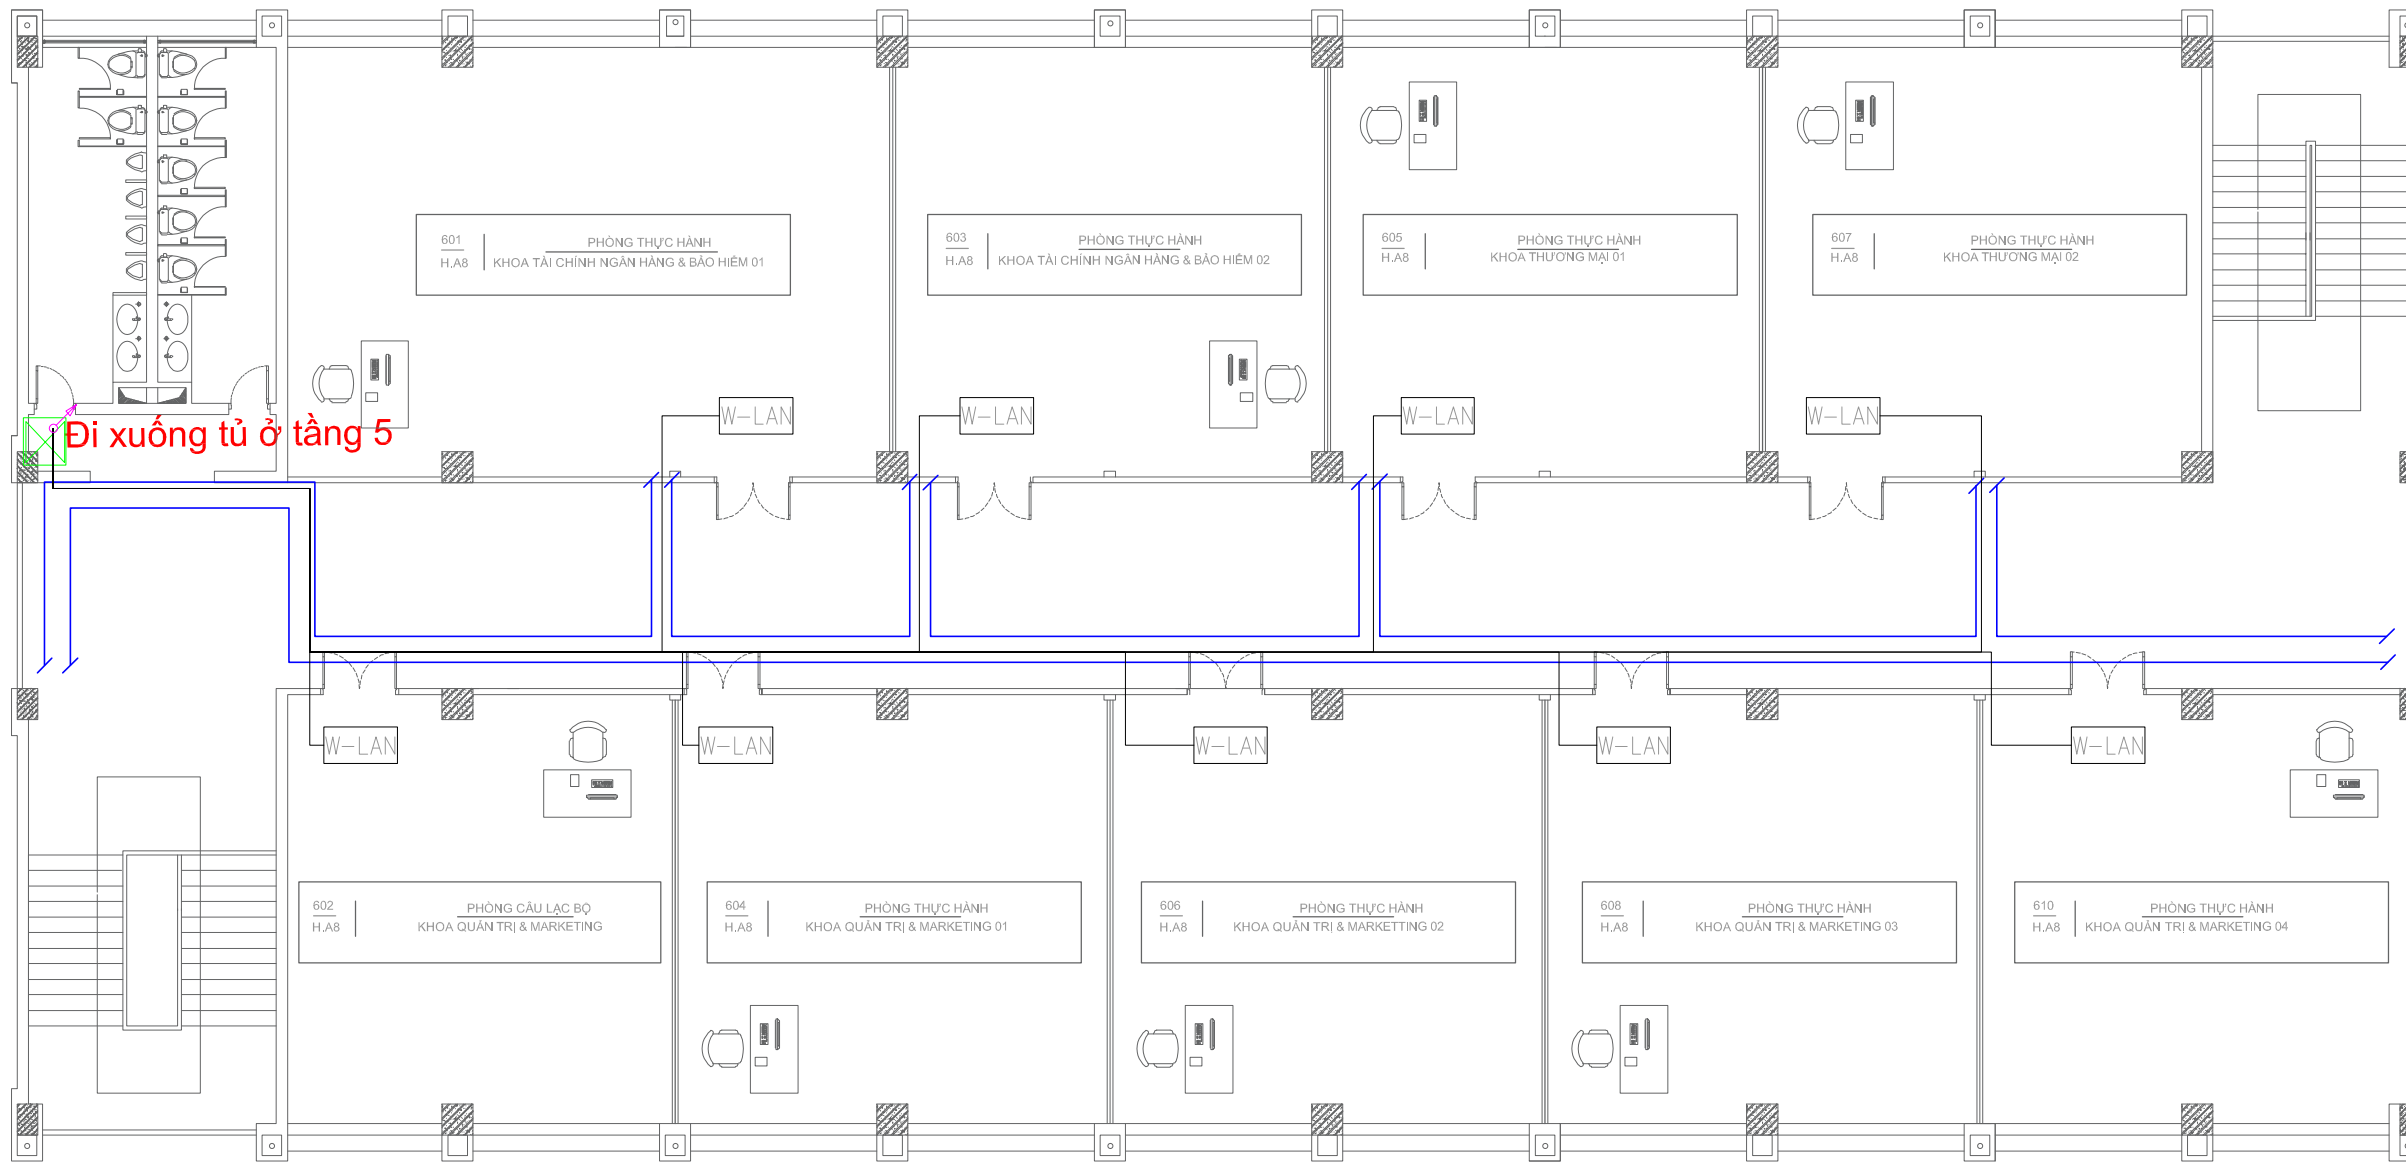 601
H.A8
PHÒNG THỰC HÀNH
KHOA TÀI CHÍNH NGÂN HÀNG & BẢO HIỂM 01
603
H.A8
PHÒNG THỰC HÀNH
KHOA TÀI CHÍNH NGÂN HÀNG & BẢO HIỂM 02
605
H.A8
PHÒNG THỰC HÀNH
KHOA THƯƠNG MẠI 01
607
H.A8
PHÒNG THỰC HÀNH
KHOA THƯƠNG MẠI 02
W-LAN
W-LAN
W-LAN
W-LAN
Đi xuống tủ ở tầng 5
W-LAN
W-LAN
W-LAN
W-LAN
W-LAN
602
H.A8
PHÒNG CÂU LẠC BỘ
KHOA QUẢN TRỊ & MARKETING
604
H.A8
PHÒNG THỰC HÀNH
KHOA QUẢN TRỊ & MARKETING 01
606
H.A8
PHÒNG THỰC HÀNH
KHOA QUẢN TRỊ & MARKETTING 02
608
H.A8
PHÒNG THỰC HÀNH
KHOA QUẢN TRỊ & MARKETING 03
610
H.A8
PHÒNG THỰC HÀNH
KHOA QUẢN TRỊ & MARKETING 04